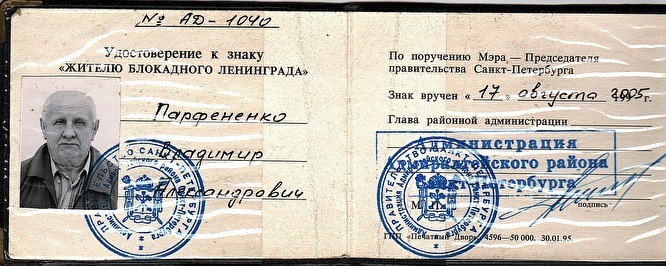 № АД-1040
Удостоверение к знаку
«ЖИТЕЛЮ БЛОКАДНОГО ЛЕНИНГРАДА»
Парфененко
Владимир
Александрович
По поручению Мэра — Председателя
правительства Санкт-Петербурга
Знак вручен «17» августа 2005г.
Глава районной администрации
Администрация
Адмиралтейского района
Санкт-Петербурга
М. П.
подпись
ГПП «Печатный Двор» 4596—50 000. 30.01.95.